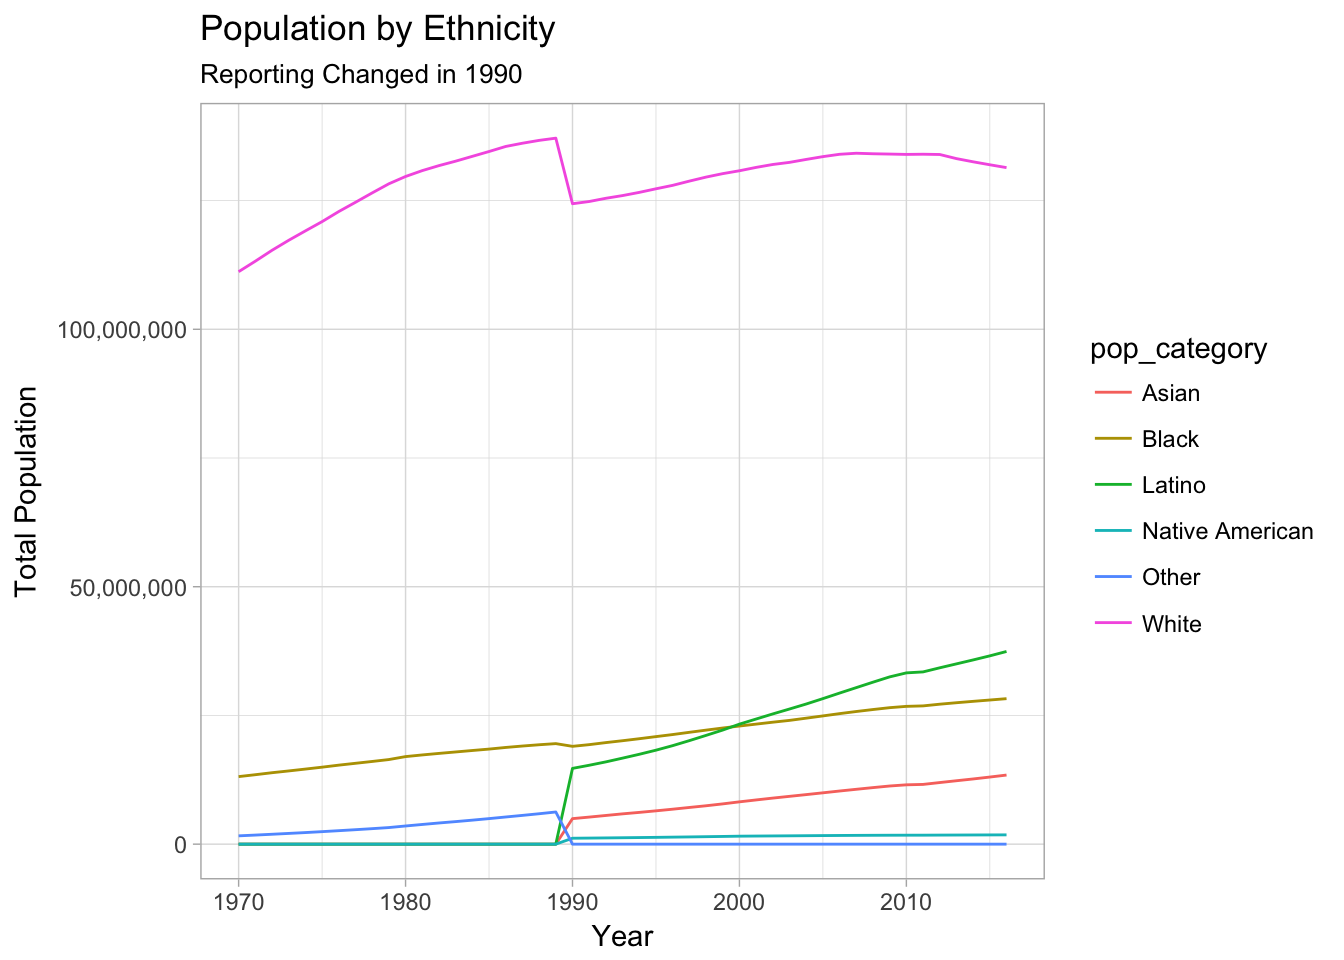 Population by Ethnicity
Reporting Changed in 1990
Total Population
100,000,000
50,000,000
0
1970 1980 1990 2000 2010
Year
pop_category
Asian
Black
Latino
Native American
Other
White